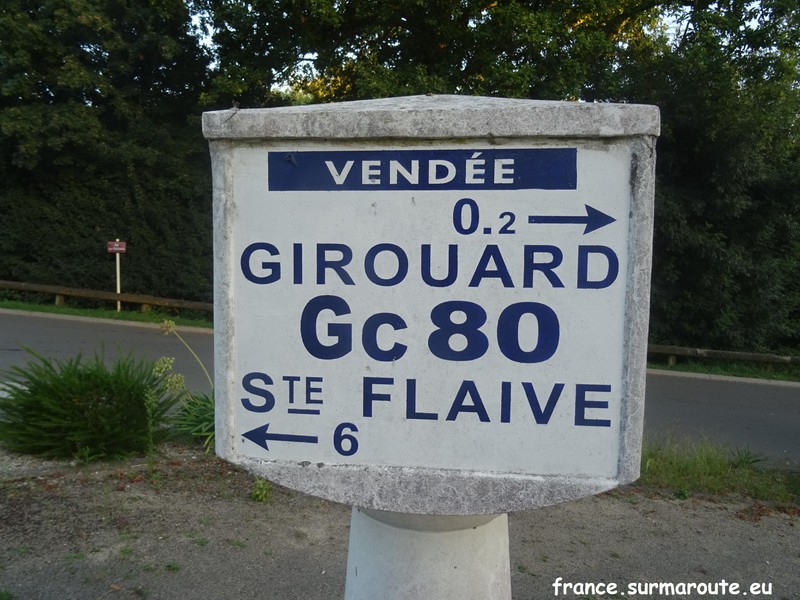 VENDÉE
0.2 →
GIROUARD
Gc 80
STE FLAIVE
← 6
france.surmaroute.eu